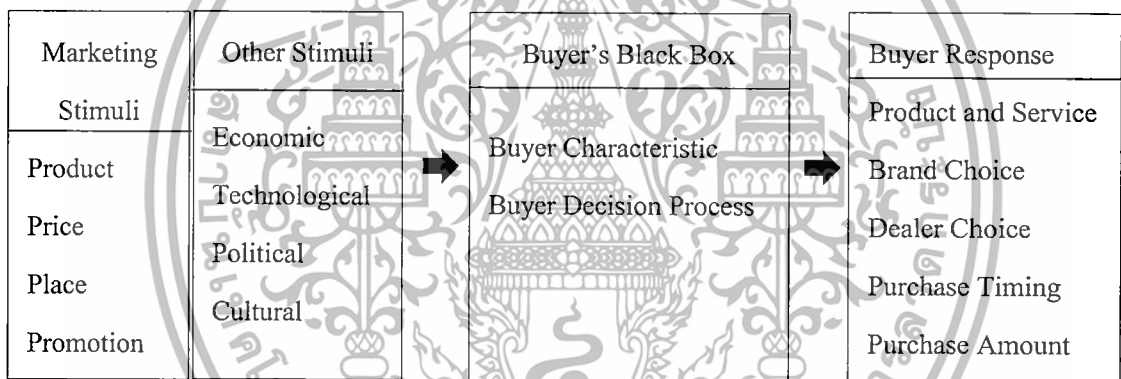 Marketing
Stimuli
Product
Price
Place
Promotion
Other Stimuli
Economic
Technological
Political
Cultural
Buyer's Black Box
Buyer Characteristic
Buyer Decision Process
Buyer Response
Product and Service
Brand Choice
Dealer Choice
Purchase Timing
Purchase Amount